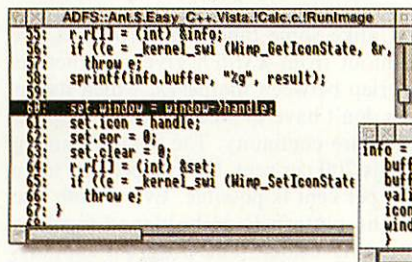 ADFS::Ant.$.Easy_C++.Vista.!Calc.c.!RunImage
55: r.r[1] = (int) &info;
56: if ((e = _kernel_swi (Wimp_GetIconState, &r,
57: throw e;
58: sprintf(info.buffer, "%g", result);
59:
60: set.window = window->handle;
61: set.icon = handle;
62: set.eor = 0;
63: set.clear = 0;
64: r.r[1] = (int) &set;
65: if ((e = _kernel_swi (Wimp_SetIconState
66: throw e;
67: }
68:
info =
buff
buff
vali
icon
wind
}